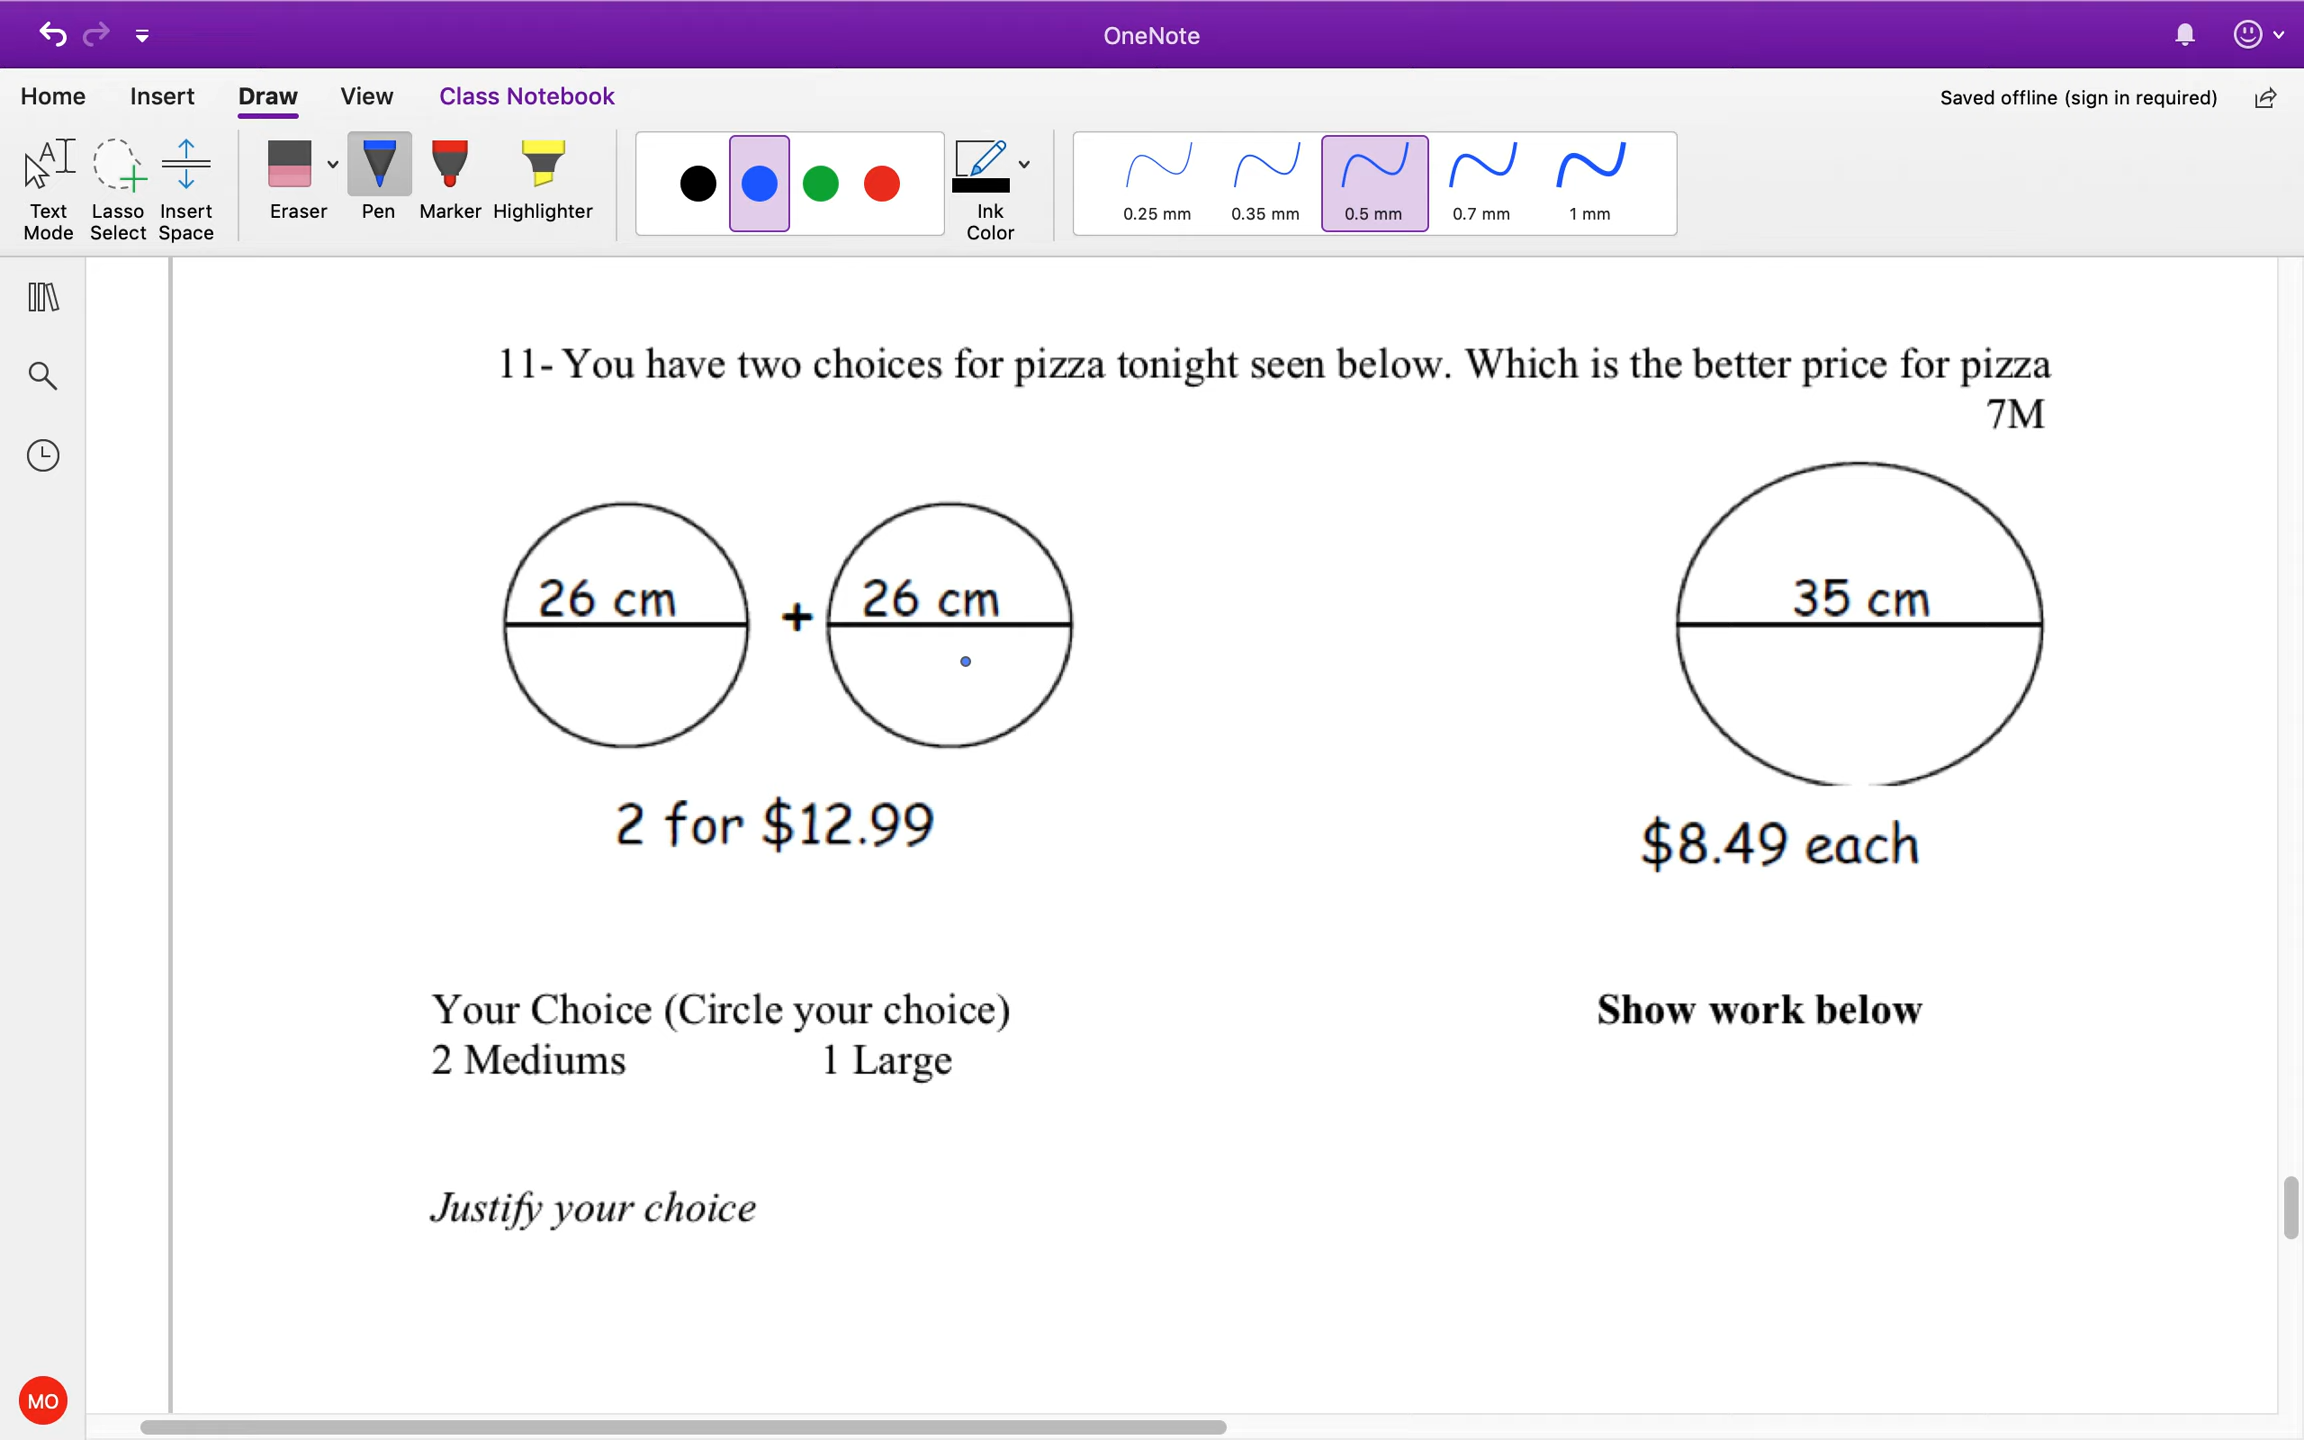 OneNote
Home Insert Draw View Class Notebook
Saved offline (sign in required)
Text Mode
Lasso Select
Insert Space
Eraser
Pen
Marker
Highlighter
Ink Color
0.25 mm
0.35 mm
0.5 mm
0.7 mm
1 mm
11- You have two choices for pizza tonight seen below. Which is the better price for pizza
7M
26 cm + 26 cm
35 cm
2 for $12.99
$8.49 each
Your Choice (Circle your choice)
Show work below
2 Mediums 1 Large
Justify your choice
MO